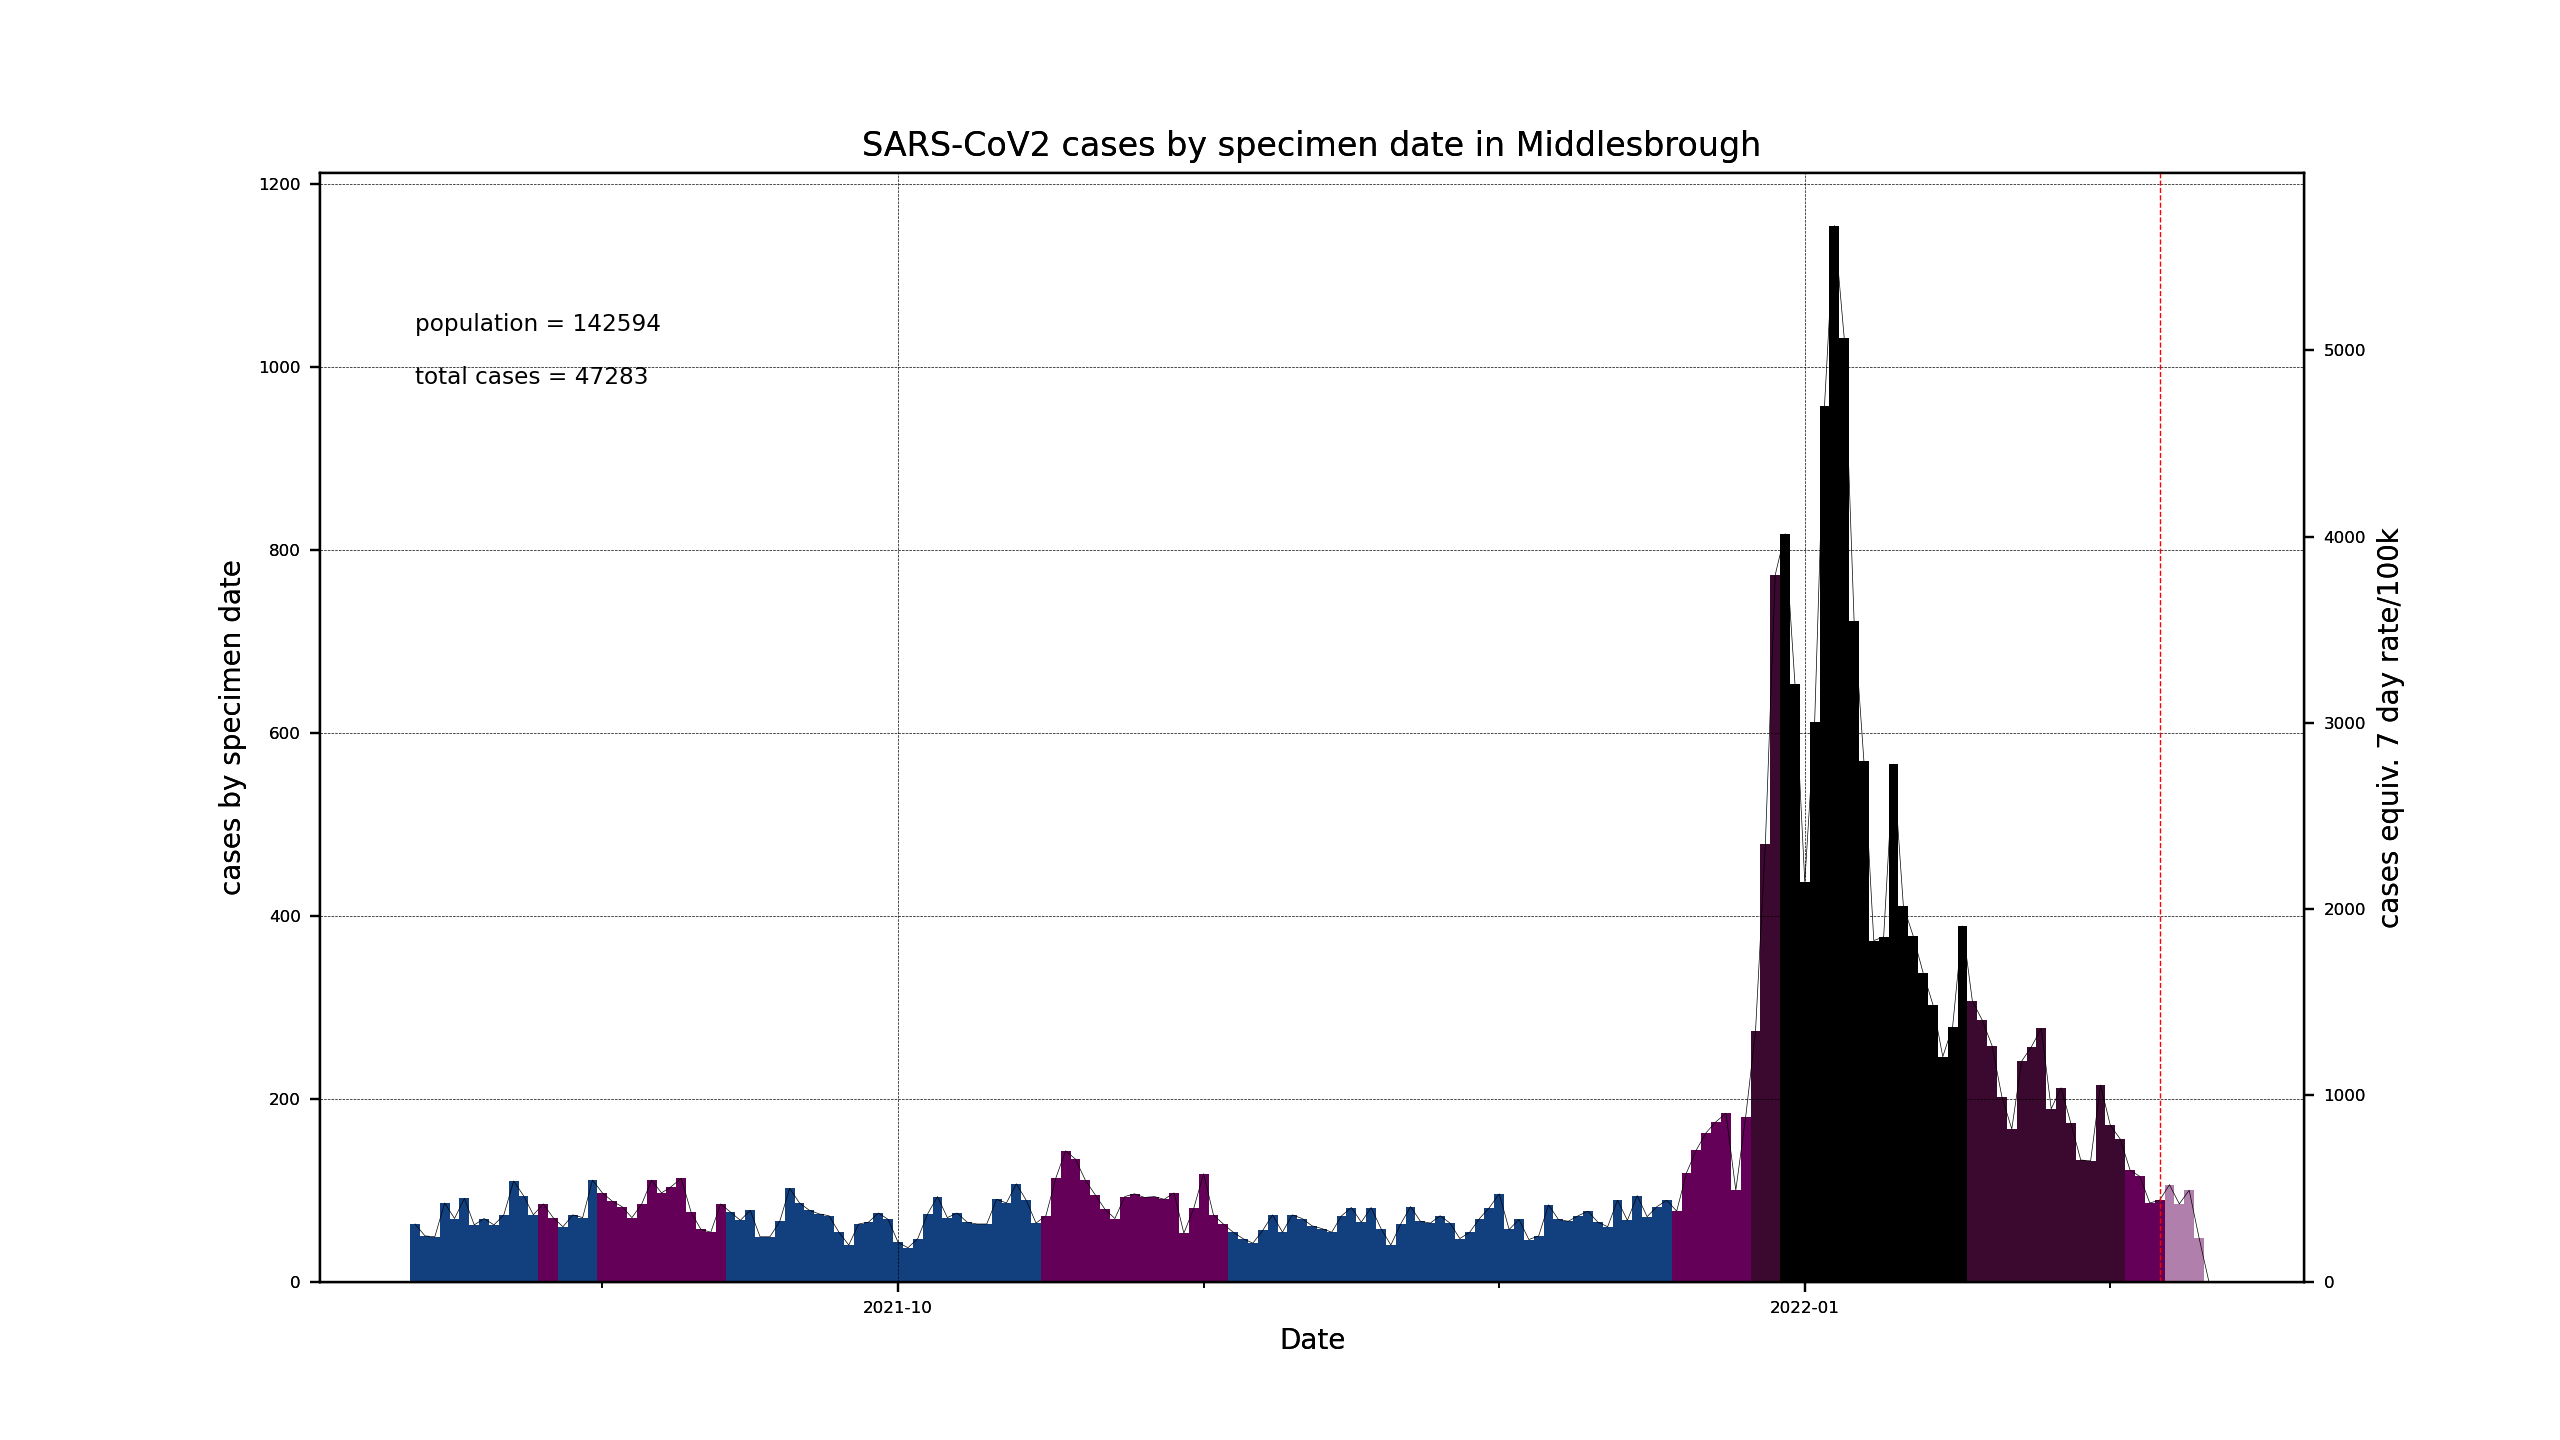 SARS-CoV2 cases by specimen date in Middlesbrough
population = 142594
total cases = 47283
cases by specimen date
1200
1000
800
600
400
200
0
5000
4000
3000
2000
1000
0
cases equiv. 7 day rate/100k
2021-10
2022-01
Date